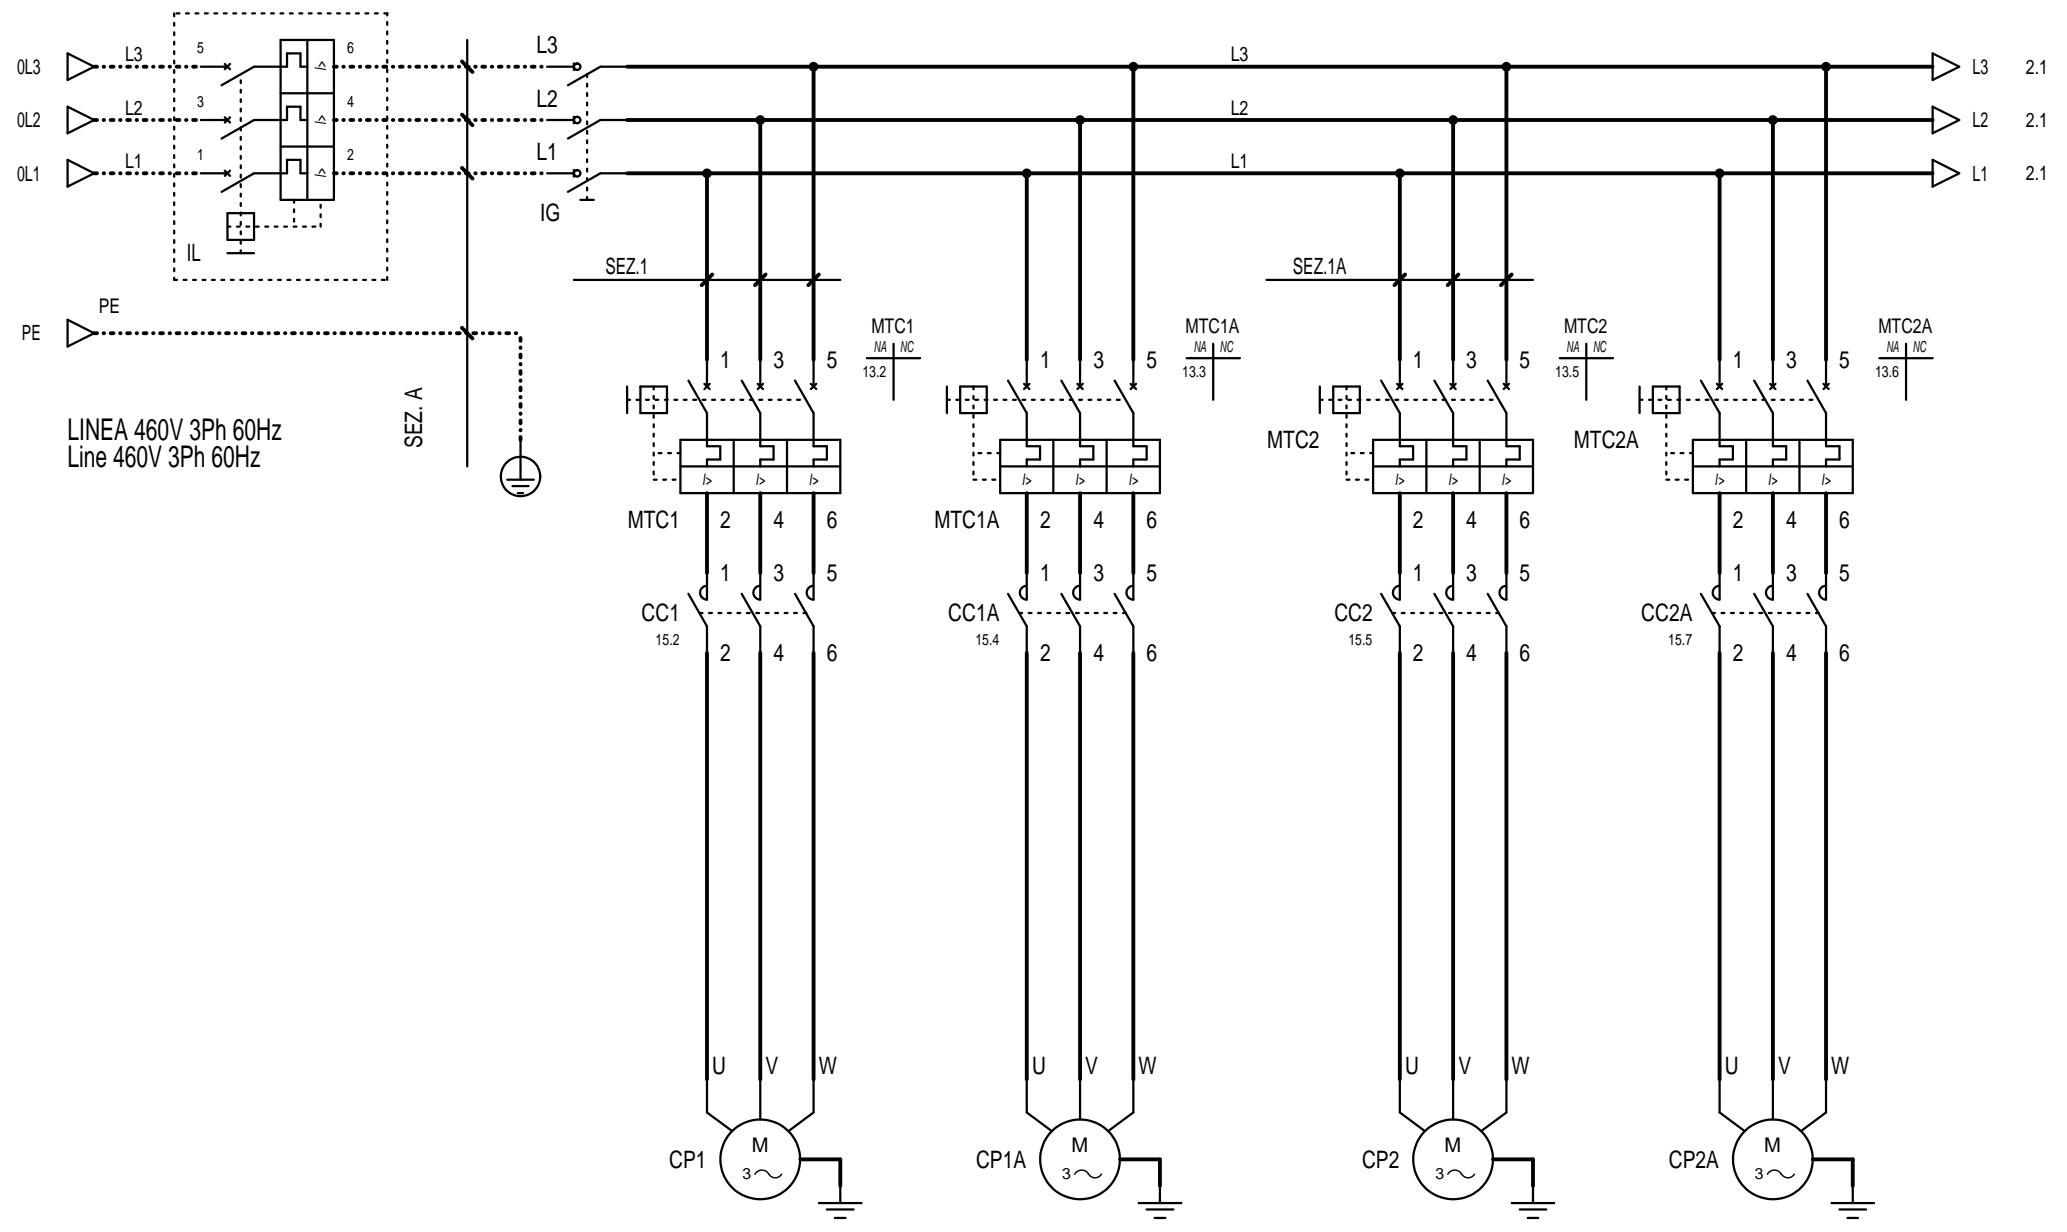 0L3 L3 5 6 L3 L3 L3 2.1
0L2 L2 3 4 L2 L2 L2 2.1
0L1 L1 1 2 L1 L1 L1 2.1
IL IG
SEZ.1 SEZ.1A
PE PE
SEZ. A
LINEA 460V 3Ph 60Hz
Line 460V 3Ph 60Hz
MTC1 MTC1A MTC2 MTC2A
NA NC NA NC NA NC NA NC
13.2 13.3 13.5 13.6
1 3 5 1 3 5 1 3 5 1 3 5
MTC2 MTC2A
I> I> I> I> I> I> I> I> I> I> I> I>
I> I> I>
MTC1 2 4 6 MTC1A 2 4 6 2 4 6 2 4 6
1 3 5 1 3 5 1 3 5 1 3 5
CC1 CC1A CC2 CC2A
15.2 15.4 15.5 15.7
2 4 6 2 4 6 2 4 6 2 4 6
U V W U V W U V W U V W
CP1 M CP1A M CP2 M CP2A M
3 3 3 3